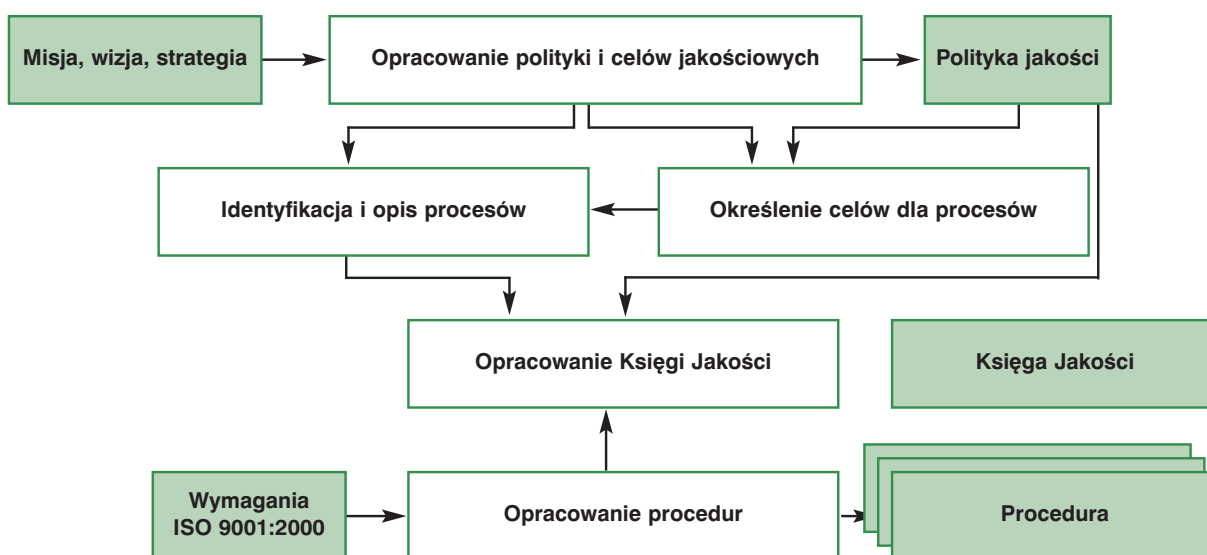 Misja, wizja, strategia
Opracowanie polityki i celów jakościowych
Polityka jakości
Identyfikacja i opis procesów
Określenie celów dla procesów
Opracowanie Księgi Jakości
Księga Jakości
Wymagania
ISO 9001:2000
Opracowanie procedur
Procedura